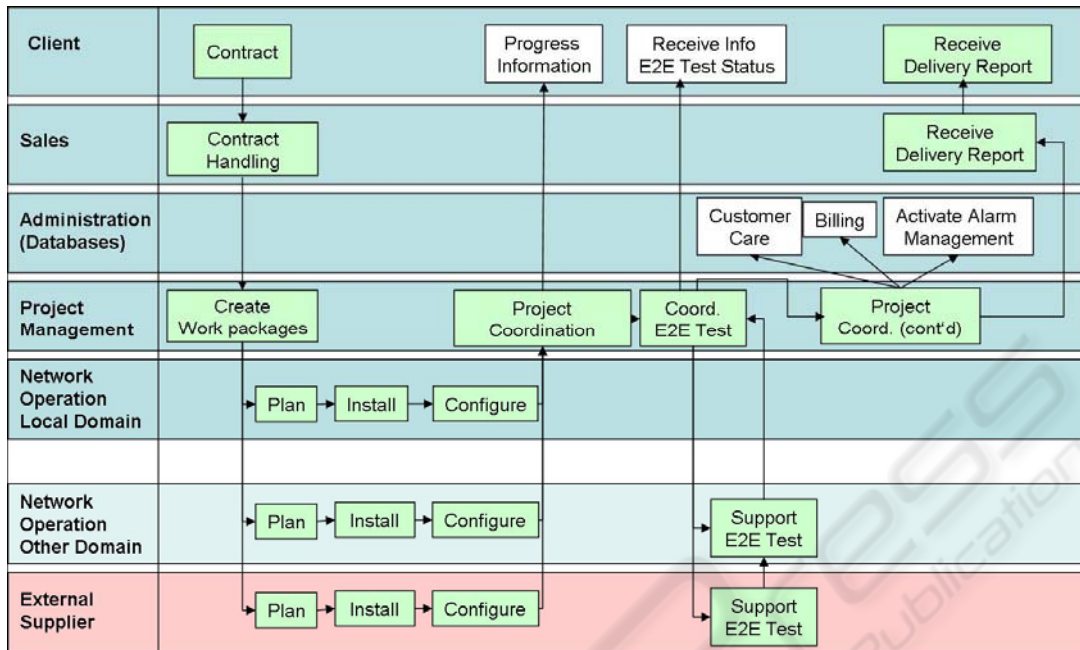 Client
Contract
Progress
Information
Receive Info
E2E Test Status
Receive
Delivery Report
Sales
Contract
Handling
Receive
Delivery Report
Administration
(Databases)
Customer
Care
Billing
Activate Alarm
Management
Project
Management
Create
Work packages
Project
Coordination
Coord.
E2E Test
Project
Coord. (cont'd)
Network
Operation
Local Domain
Plan
Install
Configure
Network
Operation
Other Domain
Plan
Install
Configure
Support
E2E Test
External
Supplier
Plan
Install
Configure
Support
E2E Test